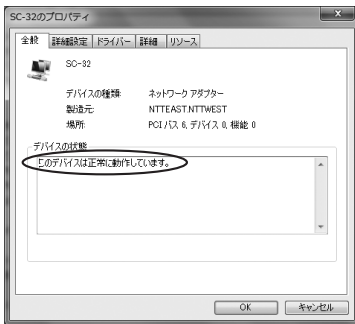 SC-32のプロパティ
全般 詳細設定 ドライバー 詳細 リソース
SC-32
デバイスの種類: ネットワーク アダプター
製造元: NTTEAST.NTTWEST
場所: PCI バス 6, デバイス 0, 機能 0
デバイスの状態
このデバイスは正常に動作しています。
OK キャンセル